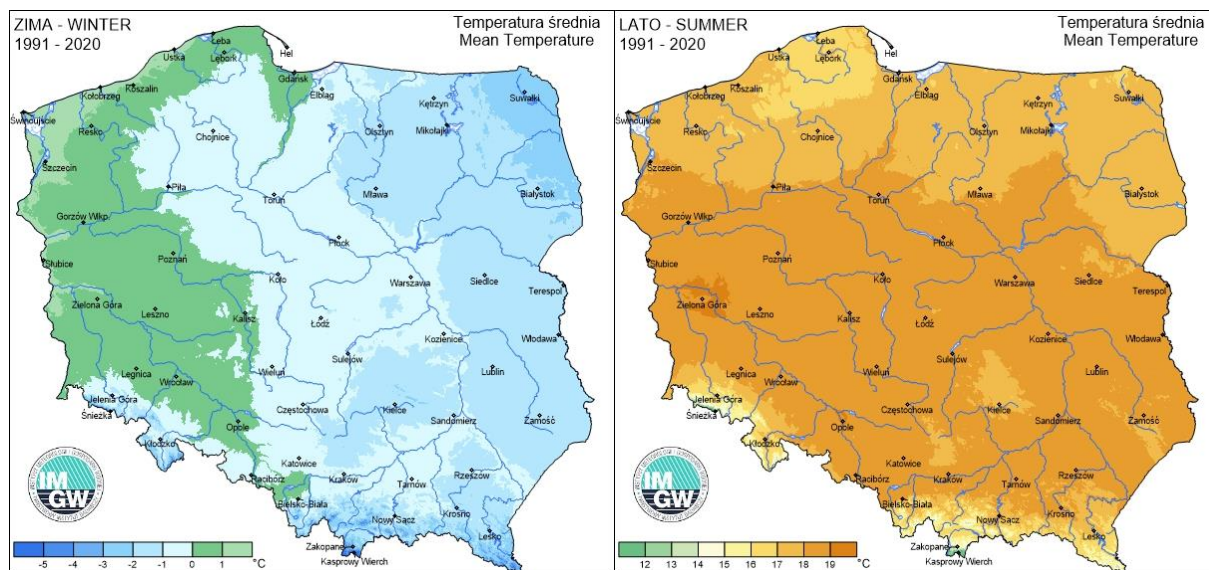 ZIMA - WINTER
1991 - 2020
Temperatura średnia
Mean Temperature
Łeba
Hel
Ustka
Lębork
Gdańsk
Koszalin
Kołobrzeg
Elbląg
Kętrzyn
Suwałki
Świnoujście
Resko
Chojnice
Olsztyn
Mikołajki
Szczecin
Piła
Toruń
Mława
Białystok
Gorzów Wlkp
Płock
Słubice
Poznań
Koło
Warszawa
Siedlce
Terespol
Zielona Góra
Leszno
Kalisz
Łódź
Kozienice
Włodawa
Sulejów
Legnica
Wrocław
Wieluń
Lublin
Jelenia Góra
Śnieżka
Częstochowa
Kielce
Sandomierz
Zamość
Opole
Kłodzko
Katowice
Racibórz
Kraków
Tarnów
Rzeszów
Bielsko-Biała
Nowy Sącz
Krosno
Lesko
Zakopane
Kasprowy Wierch
IM
GW
-5 -4 -3 -2 -1 0 1 °C
LATO - SUMMER
1991 - 2020
Temperatura średnia
Mean Temperature
Łeba
Hel
Ustka
Lębork
Gdańsk
Koszalin
Kołobrzeg
Elbląg
Kętrzyn
Suwałki
Świnoujście
Resko
Chojnice
Olsztyn
Mikołajki
Szczecin
Piła
Toruń
Mława
Białystok
Gorzów Wlkp
Płock
Słubice
Poznań
Koło
Warszawa
Siedlce
Terespol
Zielona Góra
Leszno
Kalisz
Łódź
Kozienice
Włodawa
Sulejów
Legnica
Wrocław
Wieluń
Lublin
Jelenia Góra
Śnieżka
Częstochowa
Kielce
Sandomierz
Zamość
Opole
Kłodzko
Katowice
Racibórz
Kraków
Tarnów
Rzeszów
Bielsko-Biała
Nowy Sącz
Krosno
Lesko
Zakopane
Kasprowy Wierch
IM
GW
12 13 14 15 16 17 18 19 °C